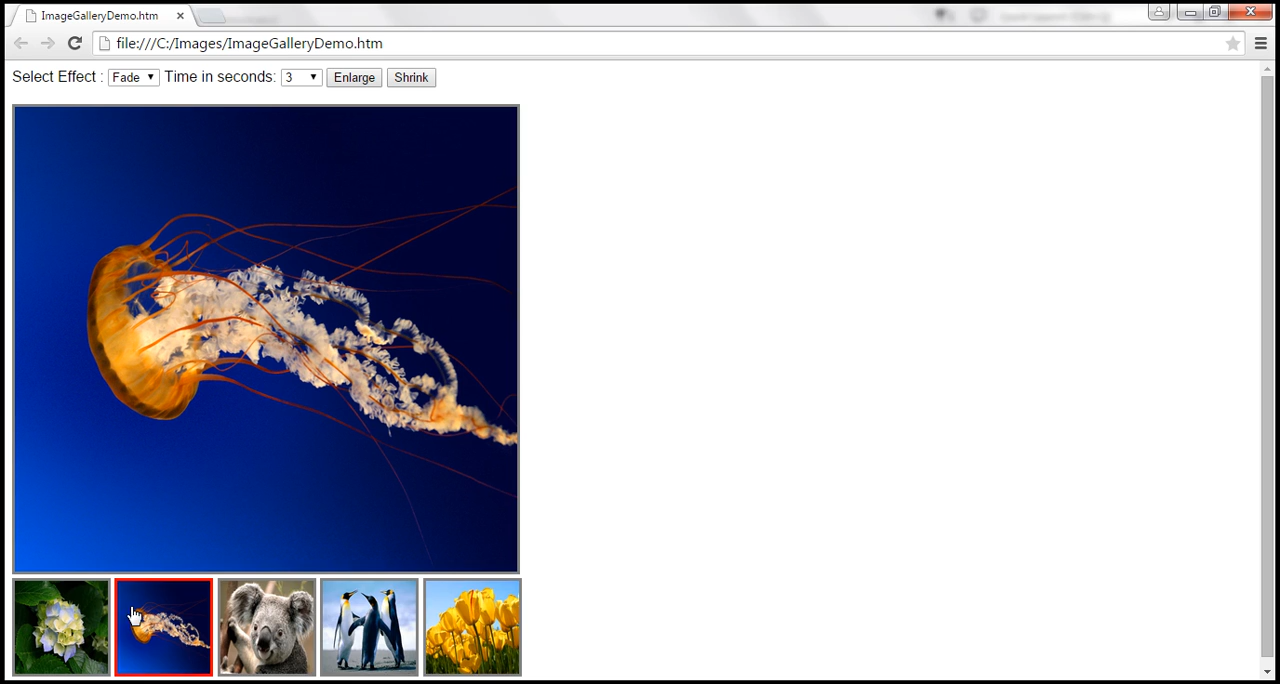 ImageGalleryDemo.htm
file:///C:/Images/ImageGalleryDemo.htm
Select Effect : Fade Time in seconds: 3 Enlarge Shrink